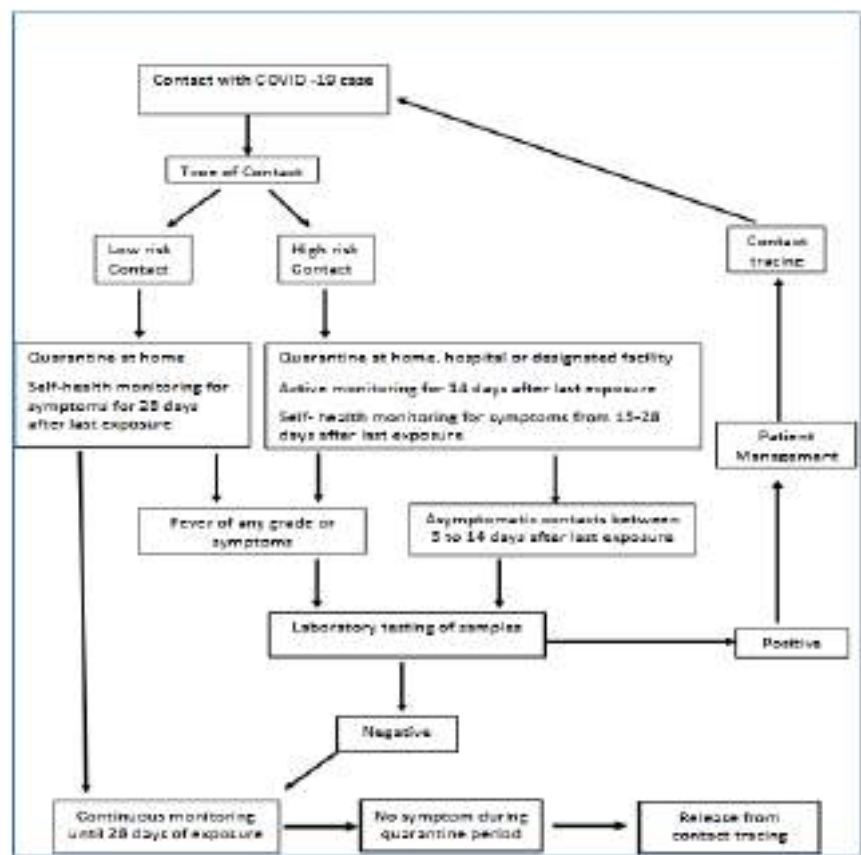 Contact with COVID -19 case
Type of Contact
Low risk
Contact
High risk
Contact
Contact
tracing
Quarantine at home
Self-health monitoring for
symptoms for 28 days
after last exposure
Quarantine at home, hospital or designated facility
Active monitoring for 14 days after last exposure
Self- health monitoring for symptoms from 15-28
days after last exposure
Patient
Management
Fever of any grade or
symptoms
Asymptomatic contacts between
5 to 14 days after last exposure
Laboratory testing of samples
Positive
Negative
Continuous monitoring
until 28 days of exposure
No symptom during
quarantine period
Release from
contact tracing